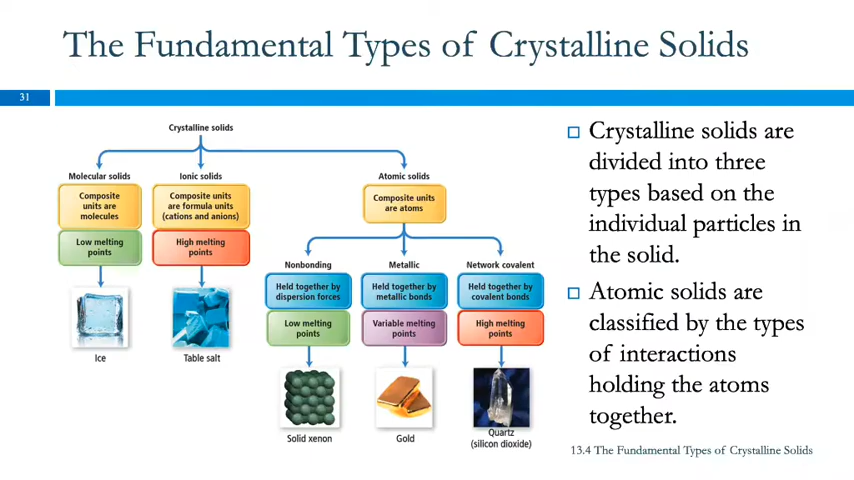 The Fundamental Types of Crystalline Solids
31
Crystalline solids
Molecular solids
Ionic solids
Atomic solids
Composite
units are
molecules
Composite units
are formula units
(cations and anions)
Composite units
are atoms
Low melting
points
High melting
points
Nonbonding
Metallic
Network covalent
Held together by
dispersion forces
Held together by
metallic bonds
Held together by
covalent bonds
Low melting
points
Variable melting
points
High melting
points
Ice
Table salt
Solid xenon
Gold
Quartz
(silicon dioxide)
Crystalline solids are
divided into three
types based on the
individual particles in
the solid.
Atomic solids are
classified by the types
of interactions
holding the atoms
together.
13.4 The Fundamental Types of Crystalline Solids